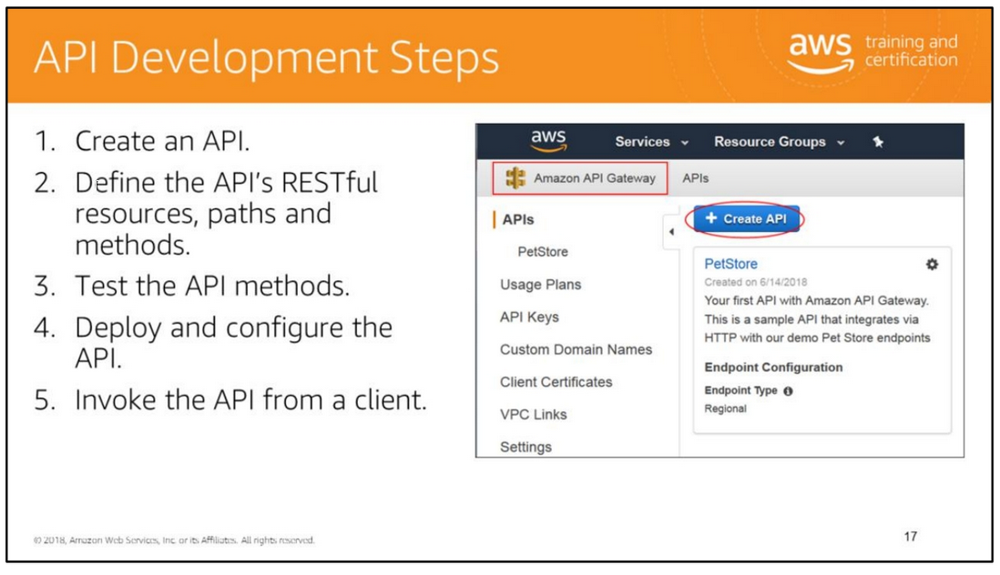 API Development Steps
aws training and
certification
1. Create an API.
2. Define the API's RESTful
resources, paths and
methods.
3. Test the API methods.
4. Deploy and configure the
API.
5. Invoke the API from a client.
aws Services Resource Groups
Amazon API Gateway APIs
APIs
PetStore
Usage Plans
API Keys
Custom Domain Names
Client Certificates
VPC Links
Settings
+ Create API
PetStore
Created on 6/14/2018
Your first API with Amazon API Gateway.
This is a sample API that integrates via
HTTP with our demo Pet Store endpoints
Endpoint Configuration
Endpoint Type
Regional
© 2018, Amazon Web Services, Inc. or its Affiliates. All rights reserved.
17